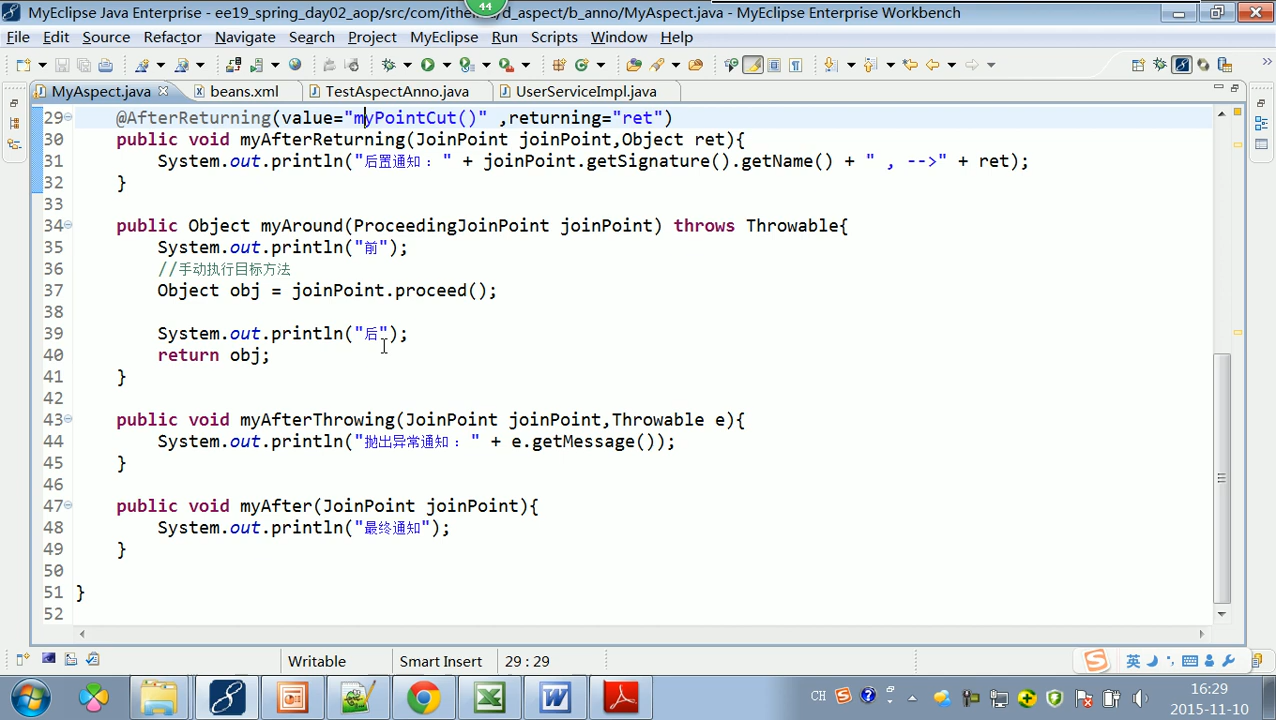 MyEclipse Java Enterprise - ee19_spring_day02_aop/src/com/itheima/d_aspect/b_anno/MyAspect.java - MyEclipse Enterprise Workbench
44
File Edit Source Refactor Navigate Search Project MyEclipse Run Scripts Window Help
MyAspect.java beans.xml TestAspectAnno.java UserServiceImpl.java
29 @AfterReturning(value="myPointCut()" ,returning="ret")
30 public void myAfterReturning(JoinPoint joinPoint,Object ret){
31 System.out.println("后置通知 : " + joinPoint.getSignature().getName() + " , -->" + ret);
32 }
33
34 public Object myAround(ProceedingJoinPoint joinPoint) throws Throwable{
35 System.out.println("前");
36 //手动执行目标方法
37 Object obj = joinPoint.proceed();
38
39 System.out.println("后");
40 return obj;
41 }
42
43 public void myAfterThrowing(JoinPoint joinPoint,Throwable e){
44 System.out.println("抛出异常通知 : " + e.getMessage());
45 }
46
47 public void myAfter(JoinPoint joinPoint){
48 System.out.println("最终通知");
49 }
50
51 }
52
Writable Smart Insert 29 : 29
英
CH
16:29
2015-11-10